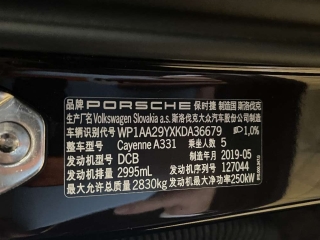 品牌 PORSCHE 保时捷 制造国 斯洛伐克
生产厂名 Volkswagen Slovakia a.s. 斯洛伐克大众汽车股份公司 制造
车辆识别代号 WP1AA29YXKDA36679 1,0%
整车型号 Cayenne A331 乘坐人数 5
发动机型号 DCB 制造年月 2019-05
发动机排量 2995mL 发动机序列号 127044
最大允许总质量 2830kg 发动机最大净功率 250kW